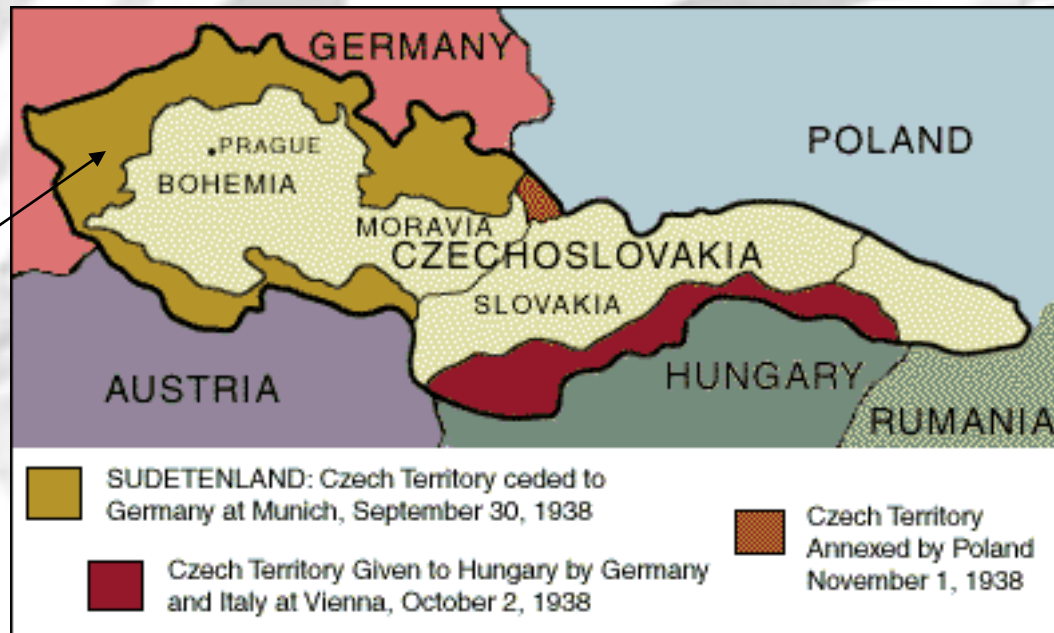 GERMANY
POLAND
PRAGUE
BOHEMIA
MORAVIA
CZECHOSLOVAKIA
SLOVAKIA
AUSTRIA
HUNGARY
RUMANIA
SUDETENLAND: Czech Territory ceded to
Germany at Munich, September 30, 1938
Czech Territory Given to Hungary by Germany
and Italy at Vienna, October 2, 1938
Czech Territory
Annexed by Poland
November 1, 1938